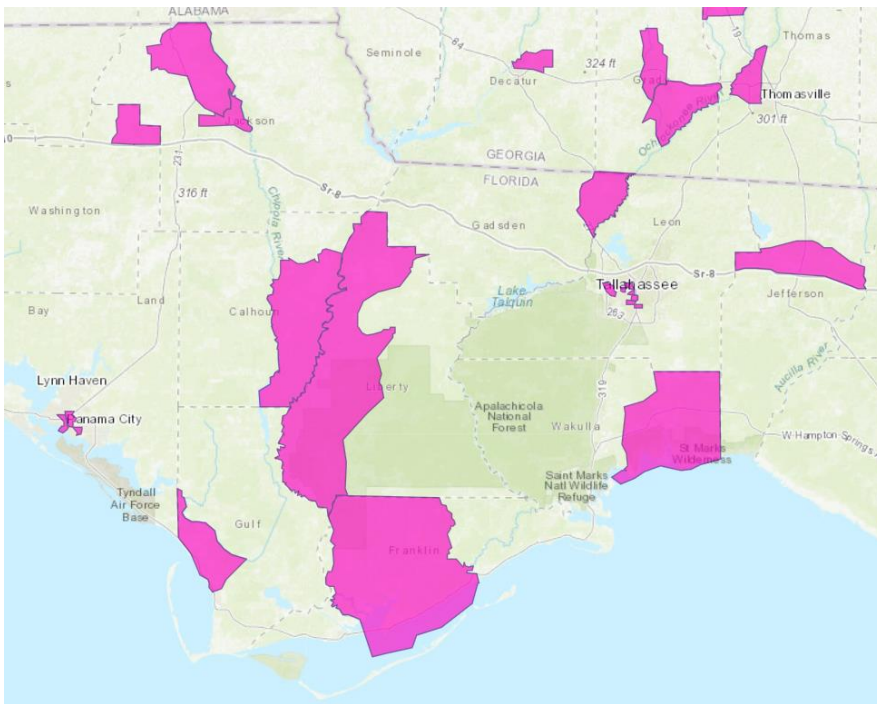 ALABAMA
Seminole
84
19
Thomas
324 ft
Decatur
Grady
Thomasville
301 ft
Jackson
Ochlockonee River
GEORGIA
FLORIDA
231
316 ft
Sr-8
Chipola River
Washington
Gadsden
Leon
Lake
Talquin
Tallahassee
Sr-8
Jefferson
263
Bay
Land
Calhoun
Lynn Haven
Liberty
319
Aucilla River
Panama City
Apalachicola
National
Forest
Wakulla
W Hampton Springs
St Marks
Wilderness
Saint Marks
Natl Wildlife
Refuge
Tyndall
Air Force
Base
Gulf
Franklin